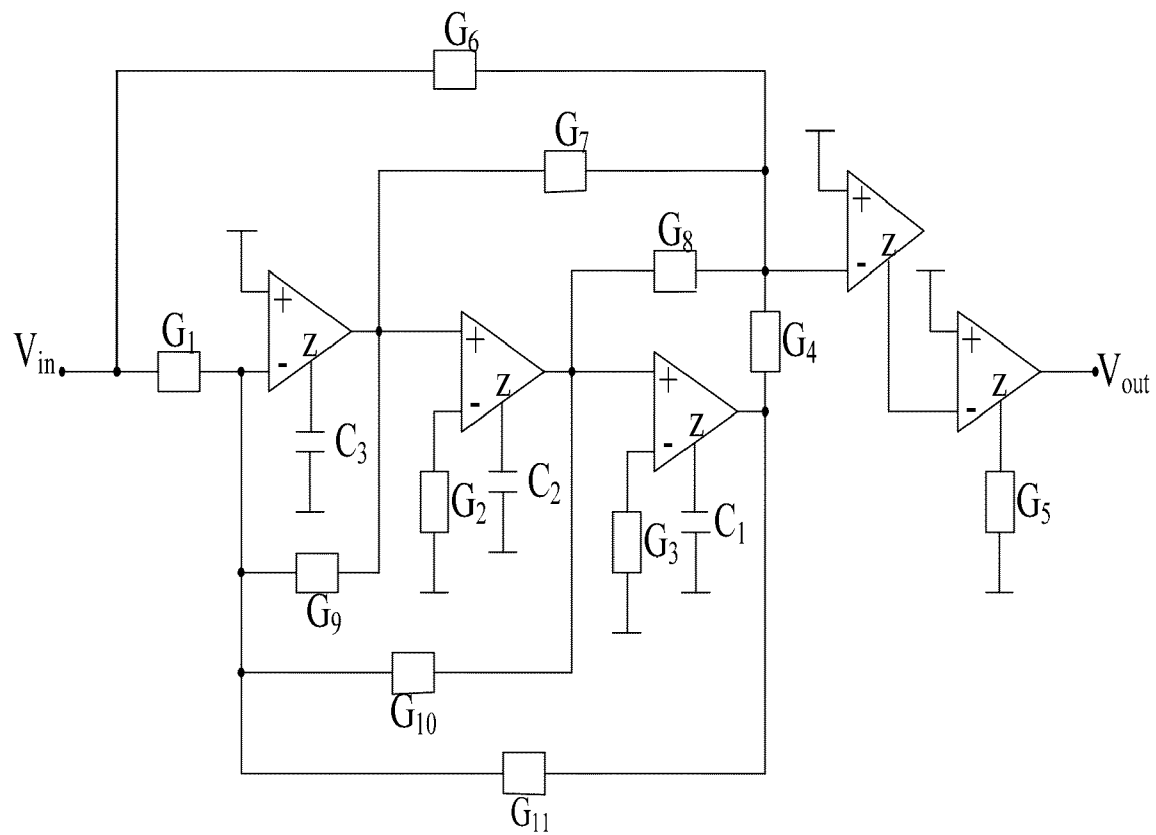 G₆
G₇
G₈
G₁
G₄
Vin
Vout
+
-
z
C₃
+
-
z
G₂
C₂
+
-
z
G₃
C₁
+
-
z
+
-
z
G₅
G₉
G₁₀
G₁₁